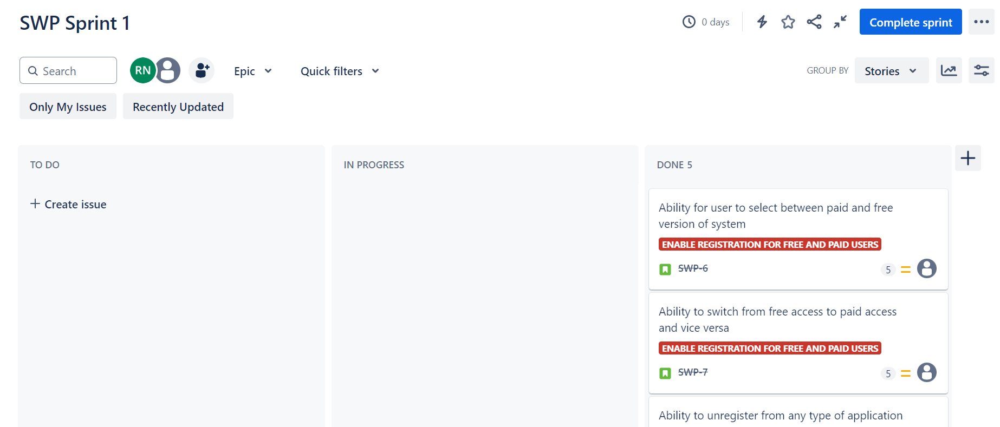 SWP Sprint 1
0 days
Complete sprint
Search
RN
Epic
Quick filters
GROUP BY
Stories
Only My Issues
Recently Updated
TO DO
IN PROGRESS
DONE 5
Create issue
Ability for user to select between paid and free
version of system
ENABLE REGISTRATION FOR FREE AND PAID USERS
SWP-6
5
Ability to switch from free access to paid access
and vice versa
ENABLE REGISTRATION FOR FREE AND PAID USERS
SWP-7
5
Ability to unregister from any type of application